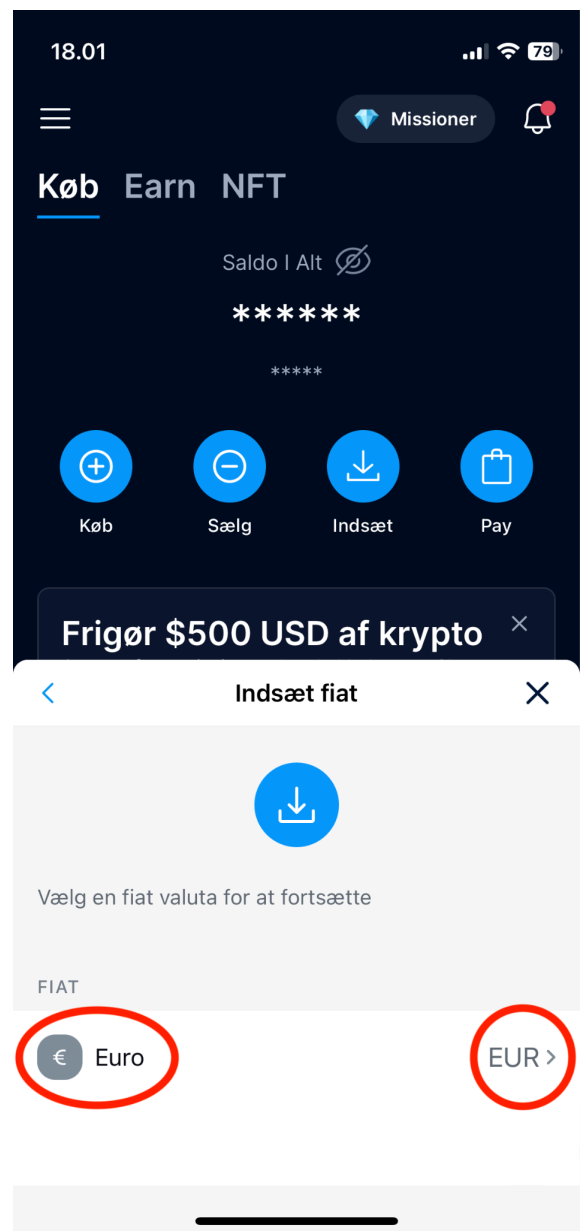 18.01
79
Missioner
Køb Earn NFT
Saldo I Alt
******
*****
Køb Sælg Indsæt Pay
Frigør $500 USD af krypto
Indsæt fiat
Vælg en fiat valuta for at fortsætte
FIAT
€ Euro EUR